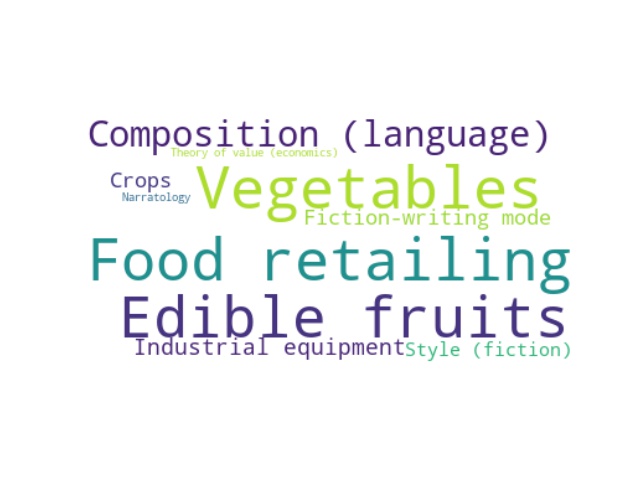 Composition (language)
Theory of value (economics)
Crops
Vegetables
Narratology
Fiction-writing mode
Food retailing
Edible fruits
Industrial equipment
Style (fiction)